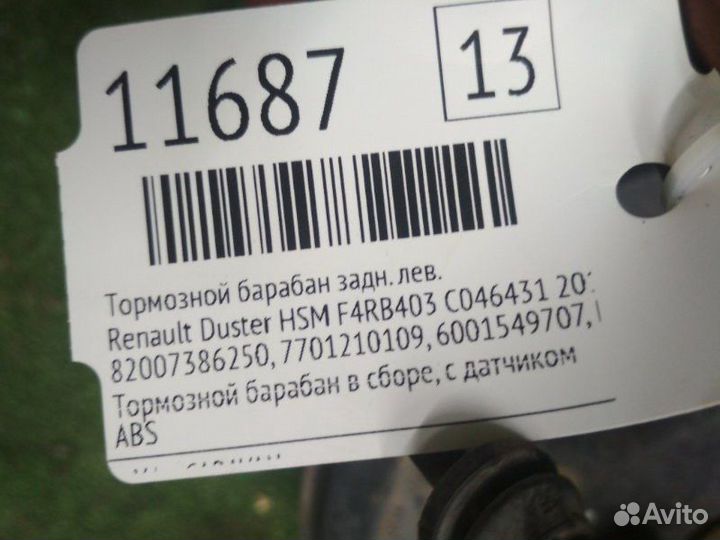 11687
13
Тормозной барабан задн. лев.
Renault Duster HSM F4RB403 C046431
82007386250, 7701210109, 6001549707,
Тормозной барабан в сборе, с датчиком
ABS
Avito